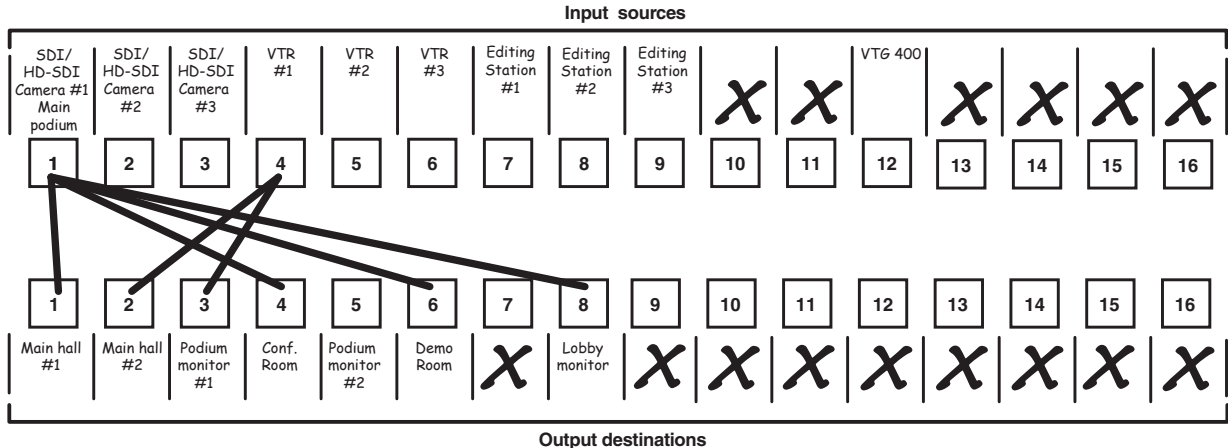 Input sources
SDI/
HD-SDI
Camera #1
Main
podium
SDI/
HD-SDI
Camera
#2
SDI/
HD-SDI
Camera
#3
VTR
#1
VTR
#2
VTR
#3
Editing
Station
#1
Editing
Station
#2
Editing
Station
#3
X
X
VTG 400
X
X
X
X
1 2 3 4 5 6 7 8 9 10 11 12 13 14 15 16
1 2 3 4 5 6 7 8 9 10 11 12 13 14 15 16
Main hall
#1
Main hall
#2
Podium
monitor
#1
Conf.
Room
Podium
monitor
#2
Demo
Room
X
Lobby
monitor
X
X
X
X
X
X
X
X
Output destinations